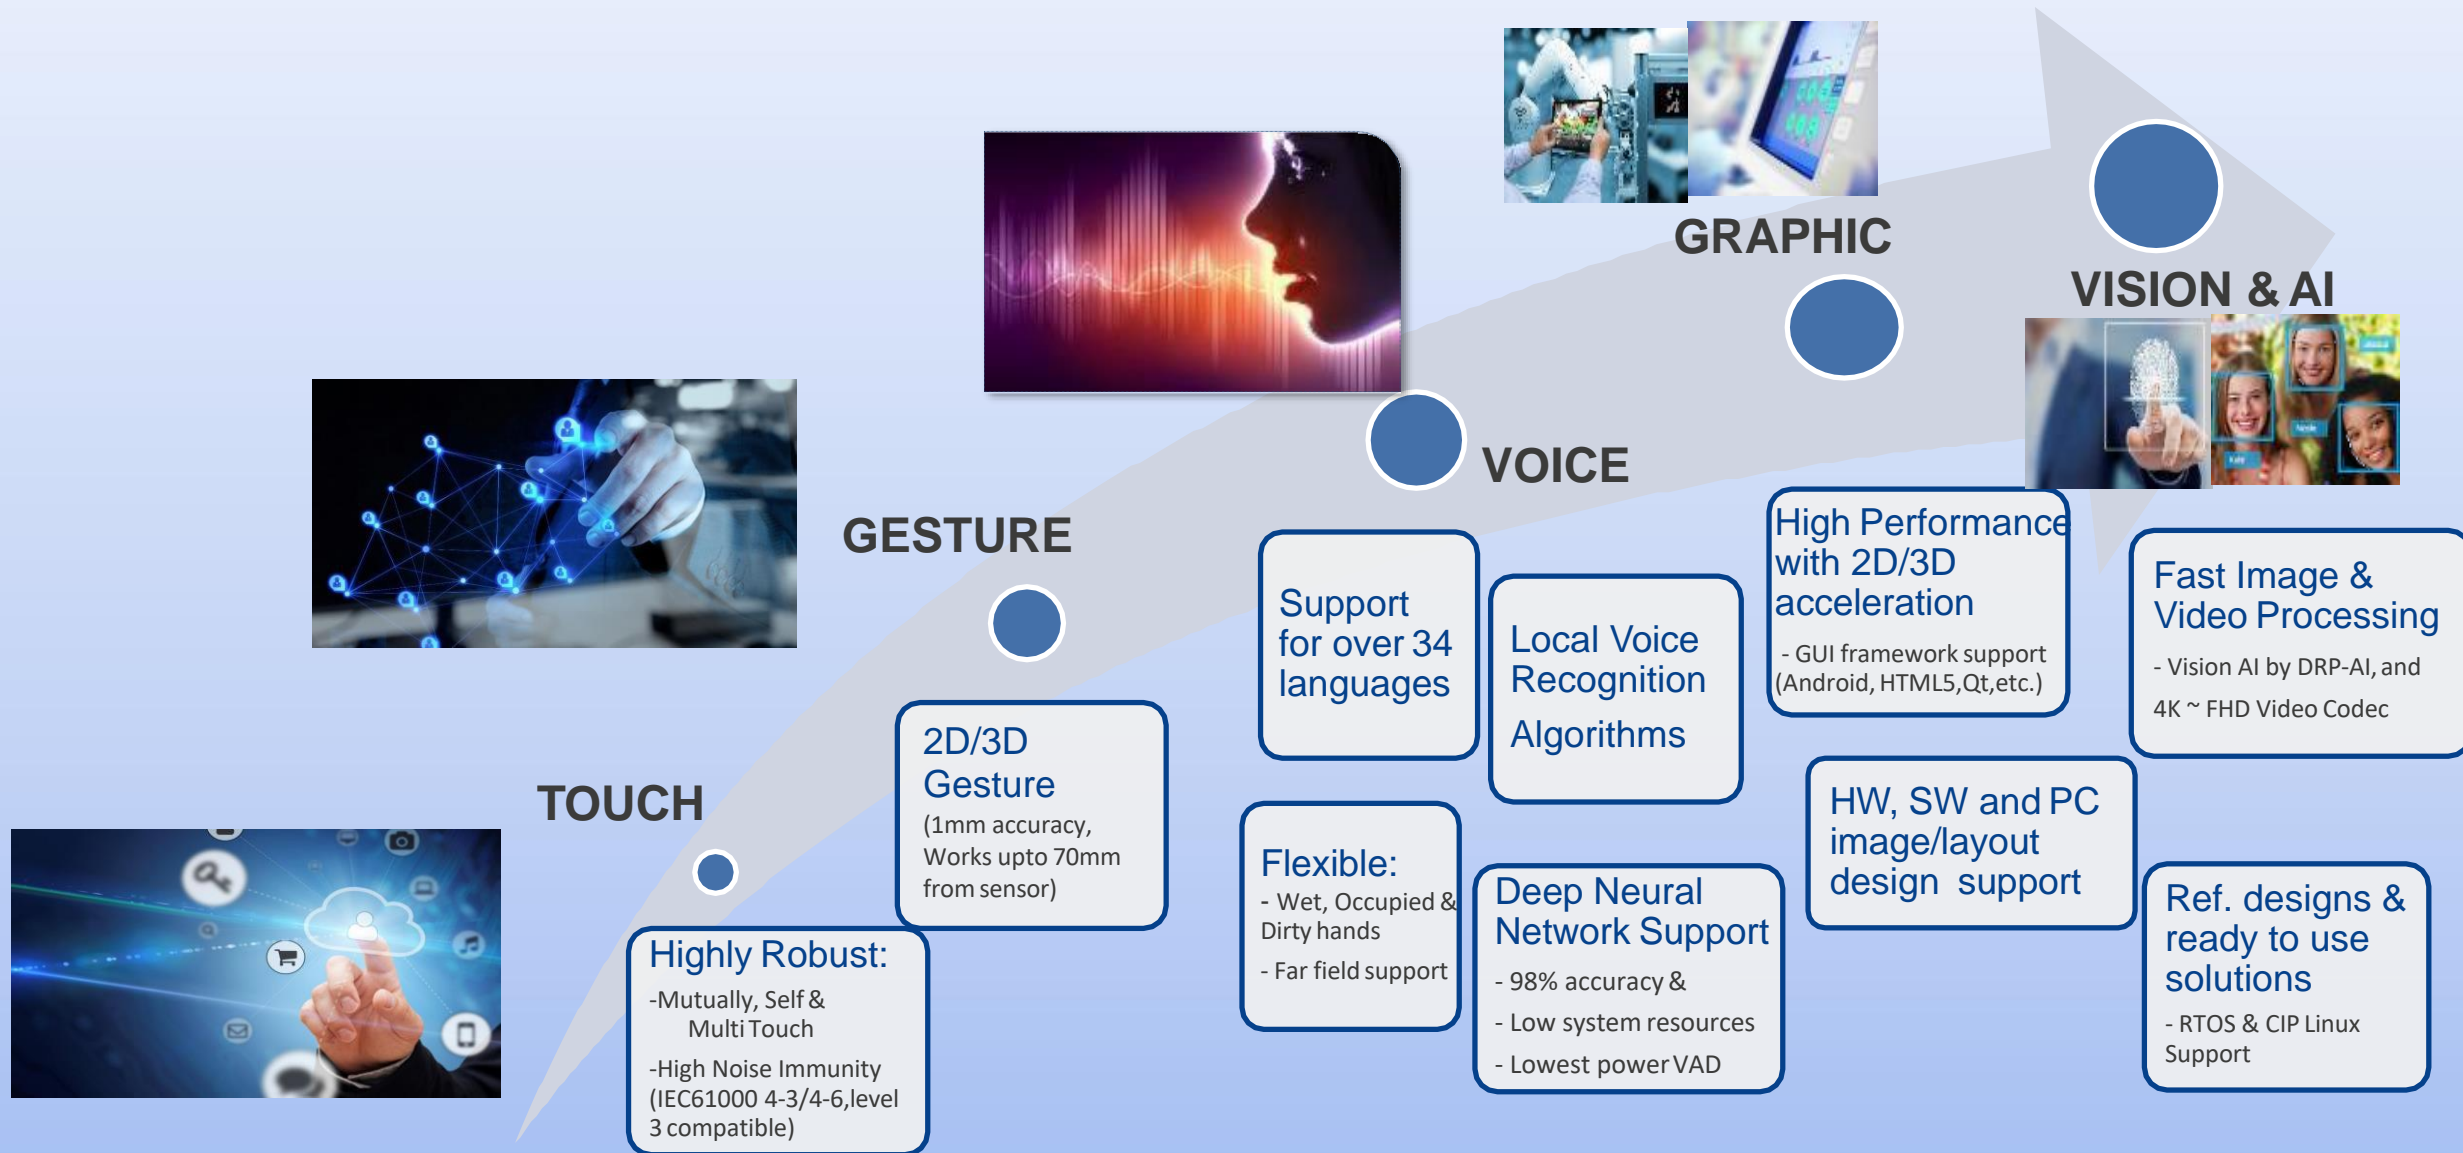 GRAPHIC
VISION & AI
VOICE
GESTURE
TOUCH
Highly Robust:
-Mutually, Self &
Multi Touch
-High Noise Immunity
(IEC61000 4-3/4-6,level
3 compatible)
2D/3D
Gesture
(1mm accuracy,
Works upto 70mm
from sensor)
Support
for over 34
languages
Local Voice
Recognition
Algorithms
Flexible:
- Wet, Occupied &
Dirty hands
- Far field support
Deep Neural
Network Support
- 98% accuracy &
- Low system resources
- Lowest power VAD
High Performance
with 2D/3D
acceleration
- GUI framework support
(Android, HTML5,Qt,etc.)
HW, SW and PC
image/layout
design support
Fast Image &
Video Processing
- Vision AI by DRP-AI, and
4K ~ FHD Video Codec
Ref. designs &
ready to use
solutions
- RTOS & CIP Linux
Support